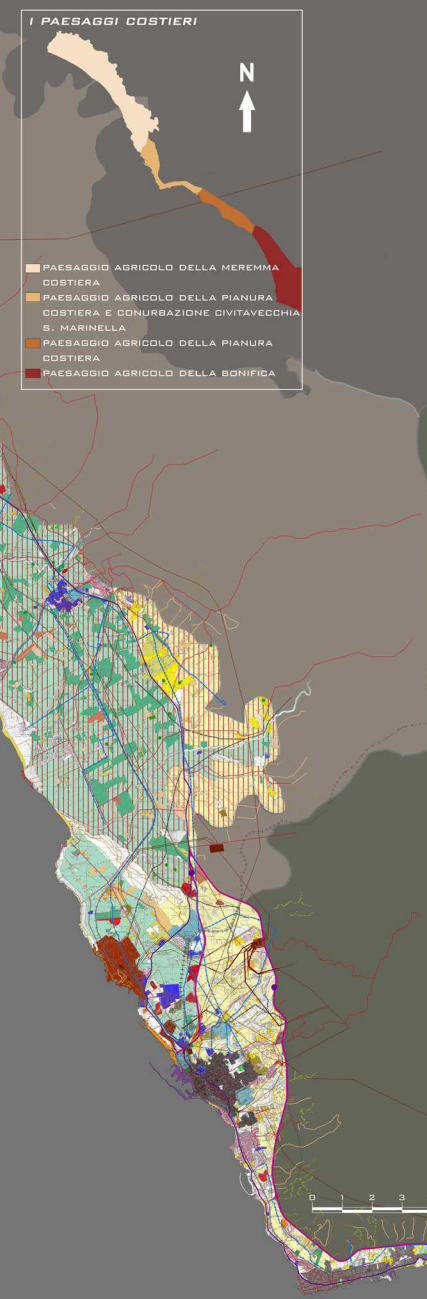 I PAESAGGI COSTIERI
N
PAESAGGIO AGRICOLO DELLA MEREMMA
COSTIERA
PAESAGGIO AGRICOLO DELLA PIANURA
COSTIERA E CONURBAZIONE CIVITAVECCHIA
S. MARINELLA
PAESAGGIO AGRICOLO DELLA PIANURA
COSTIERA
PAESAGGIO AGRICOLO DELLA BONIFICA
0 1 2 3